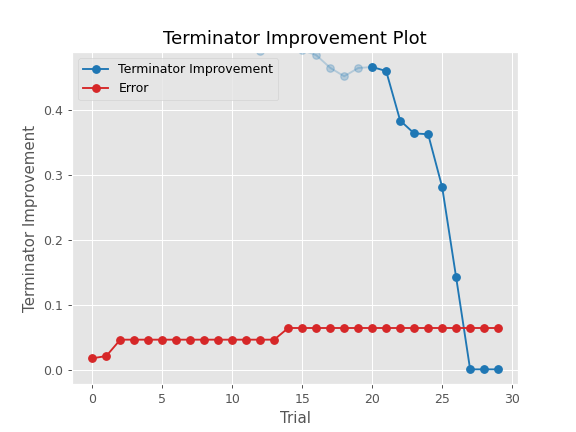 Terminator Improvement Plot
Terminator Improvement
Error
Terminator Improvement
0.4
0.3
0.2
0.1
0.0
0 5 10 15 20 25 30
Trial